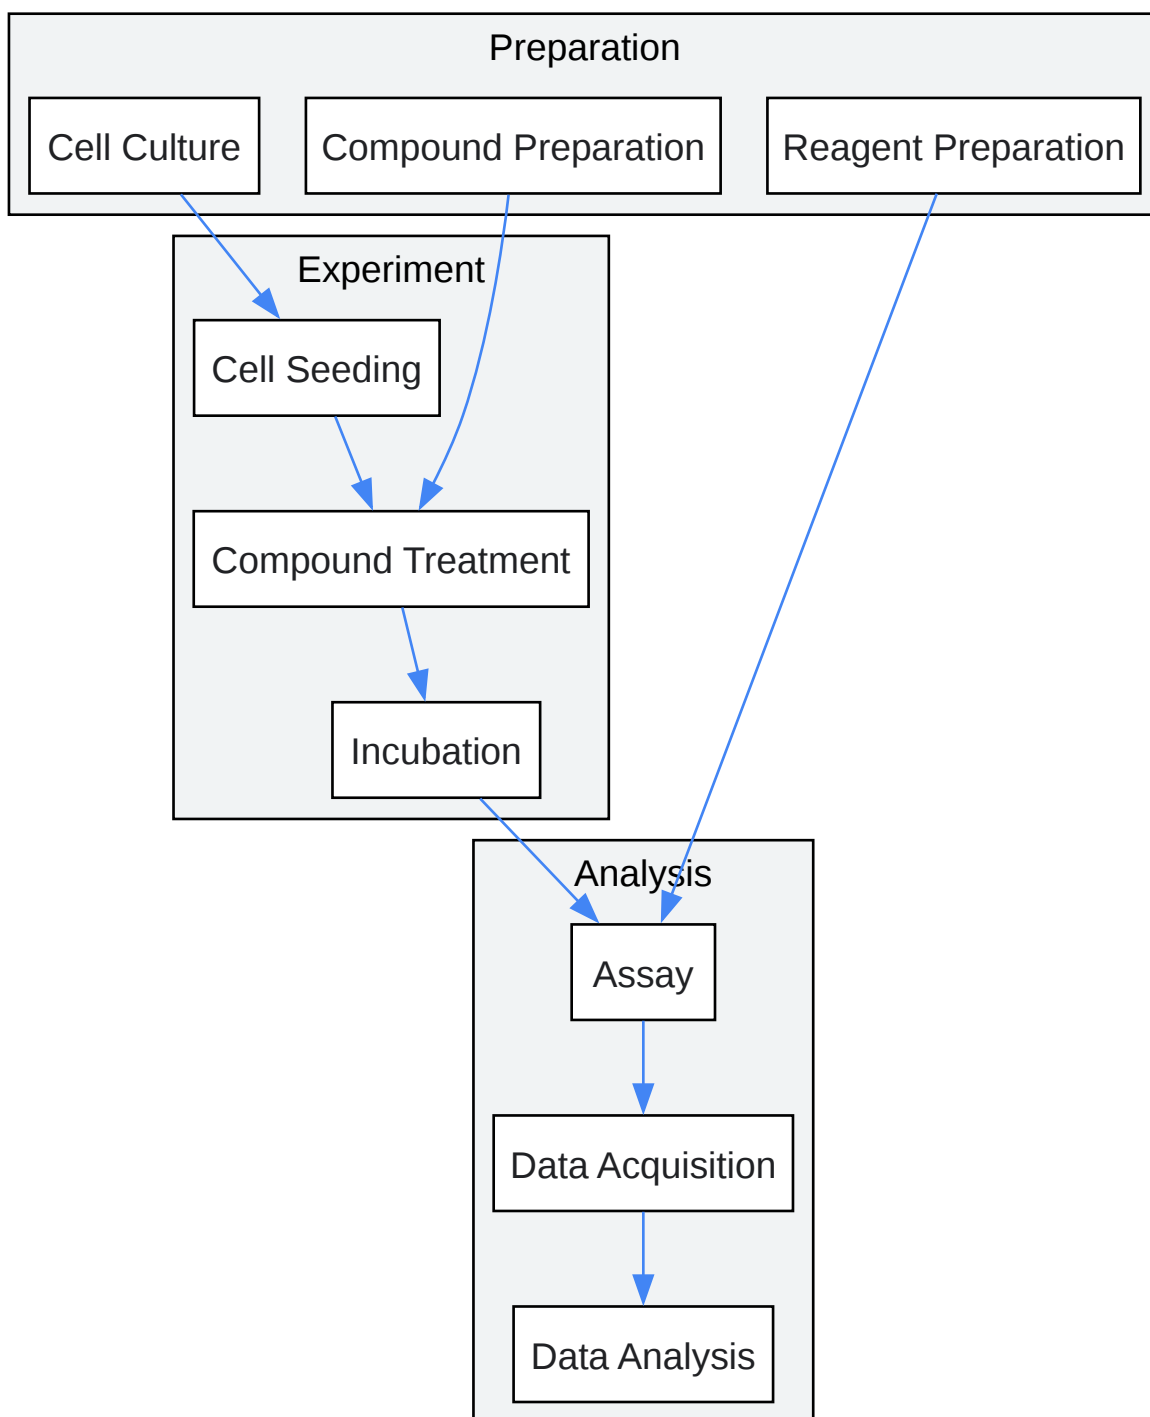 Preparation
Cell Culture
Compound Preparation
Reagent Preparation
Experiment
Cell Seeding
Compound Treatment
Incubation
Analysis
Assay
Data Acquisition
Data Analysis